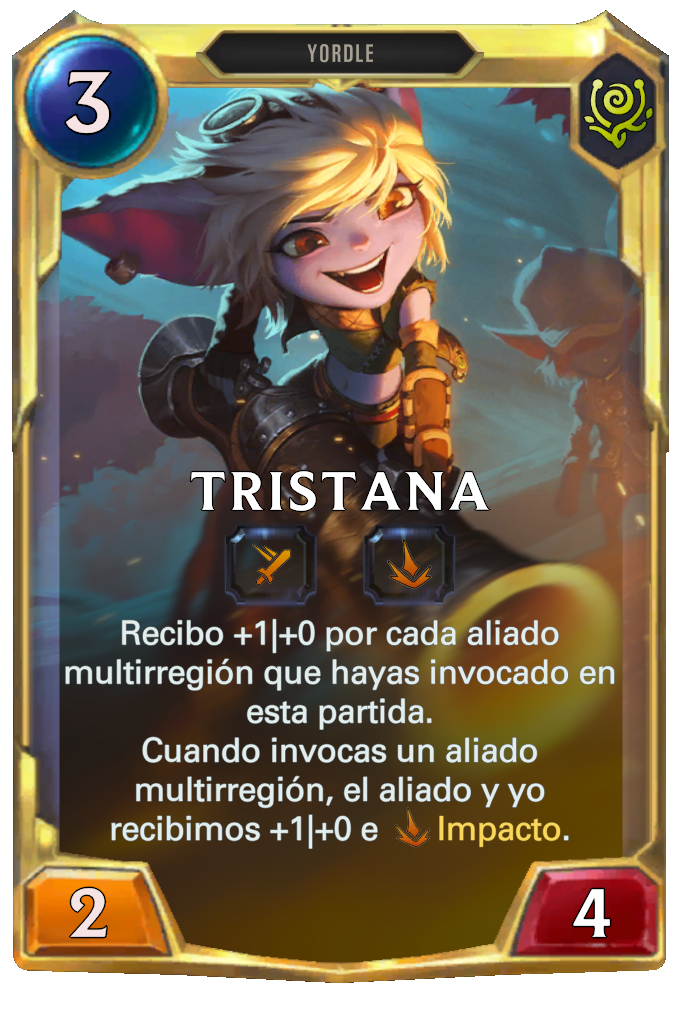 YORDLE
3
TRISTANA
Recibo +1|+0 por cada aliado
multirregión que hayas invocado en
esta partida.
Cuando invocas un aliado
multirregión, el aliado y yo
recibimos +1|+0 e Impacto.
2
4